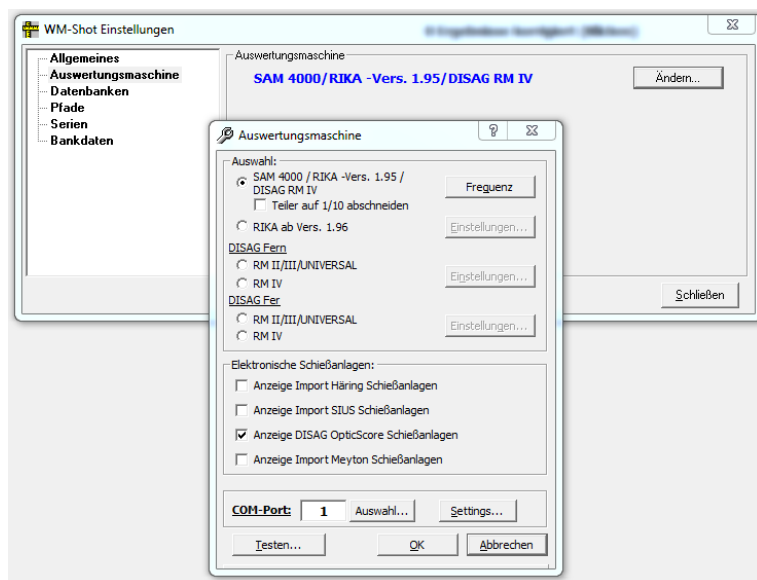 WM-Shot Einstellungen
Allgemeines
Auswertungsmaschine
Datenbanken
Pfade
Serien
Bankdaten
Auswertungsmaschine
SAM 4000/RIKA -Vers. 1.95/DISAG RM IV
Ändern...
Schließen
Auswertungsmaschine
Auswahl:
SAM 4000 / RIKA -Vers. 1.95 /
DISAG RM IV
Frequenz
Teiler auf 1/10 abschneiden
RIKA ab Vers. 1.96
Einstellungen...
DISAG Fern
RM II/III/UNIVERSAL
RM IV
Einstellungen...
DISAG Fer
RM II/III/UNIVERSAL
RM IV
Einstellungen...
Elektronische Schießanlagen:
Anzeige Import Häring Schießanlagen
Anzeige Import SIUS Schießanlagen
Anzeige DISAG OpticScore Schießanlagen
Anzeige Import Meyton Schießanlagen
COM-Port: 1 Auswahl... Settings...
Testen... OK Abbrechen